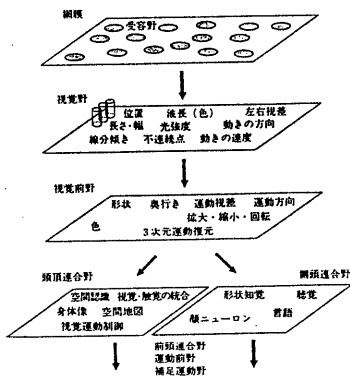 網膜
受容野
視覚野
位置 波長(色) 左右視差
長さ・幅 光強度 動きの方向
線分傾き 不連続点 動きの速度
視覚前野
形状 奥行き 運動視差 運動方向
拡大・縮小・回転
色
3次元運動復元
頭頂連合野
側頭連合野
空間認識 視覚・触覚の統合
身体像 空間地図
視覚運動制御
形状知覚 聴覚
顔ニューロン 言語
前頭連合野
運動前野
補足運動野